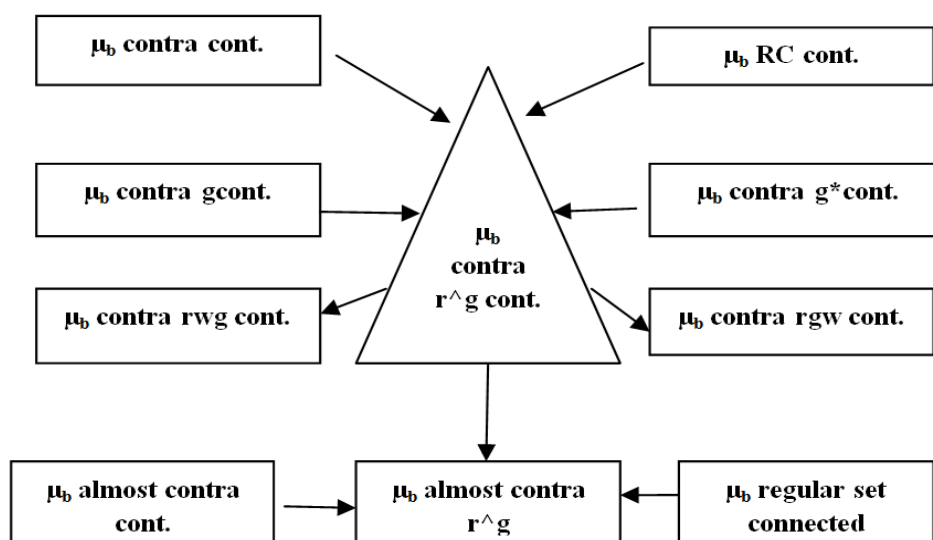 μb contra cont.
μb RC cont.
μb contra gcont.
μb contra g*cont.
μb
contra
r^g cont.
μb contra rwg cont.
μb contra rgw cont.
μb almost contra
cont.
μb almost contra
r^g
μb regular set
connected